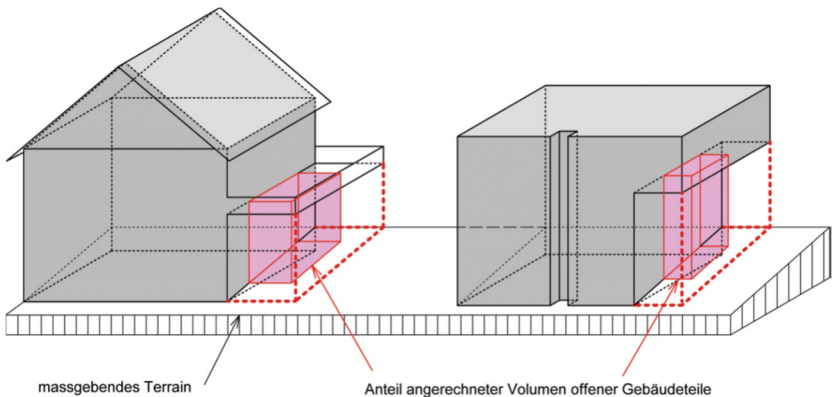 massgebendes Terrain
Anteil angerechneter Volumen offener Gebäudeteile